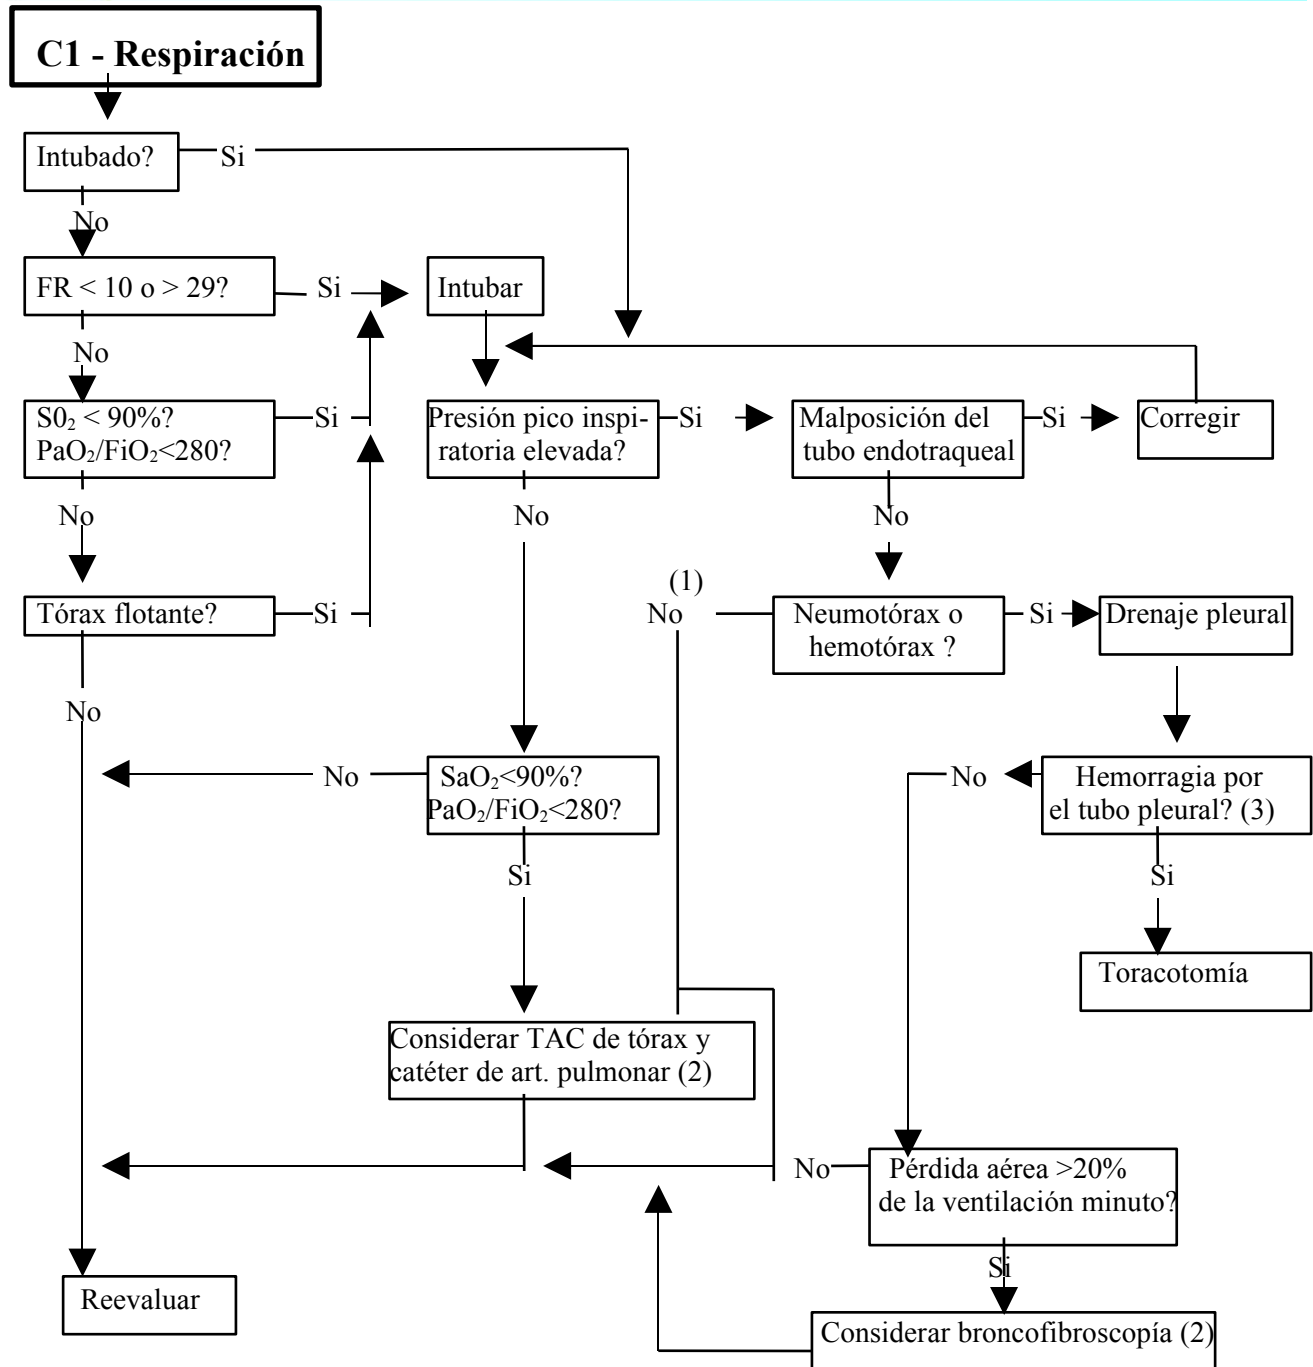 C1 - Respiración
Intubado?
Si
No
FR < 10 o > 29?
Si
Intubar
No
S0₂ < 90%?
PaO₂/FiO₂<280?
Si
Presión pico inspi-
ratoria elevada?
Si
Malposición del
tubo endotraqueal
Si
Corregir
No
No
No
(1)
Tórax flotante?
Si
No
Neumotórax o
hemotórax ?
Si
Drenaje pleural
No
No
SaO₂<90%?
PaO₂/FiO₂<280?
No
Hemorragia por
el tubo pleural? (3)
Si
Si
Toracotomía
Considerar TAC de tórax y
catéter de art. pulmonar (2)
No
Pérdida aérea >20%
de la ventilación minuto?
Si
Reevaluar
Considerar broncofibroscopía (2)